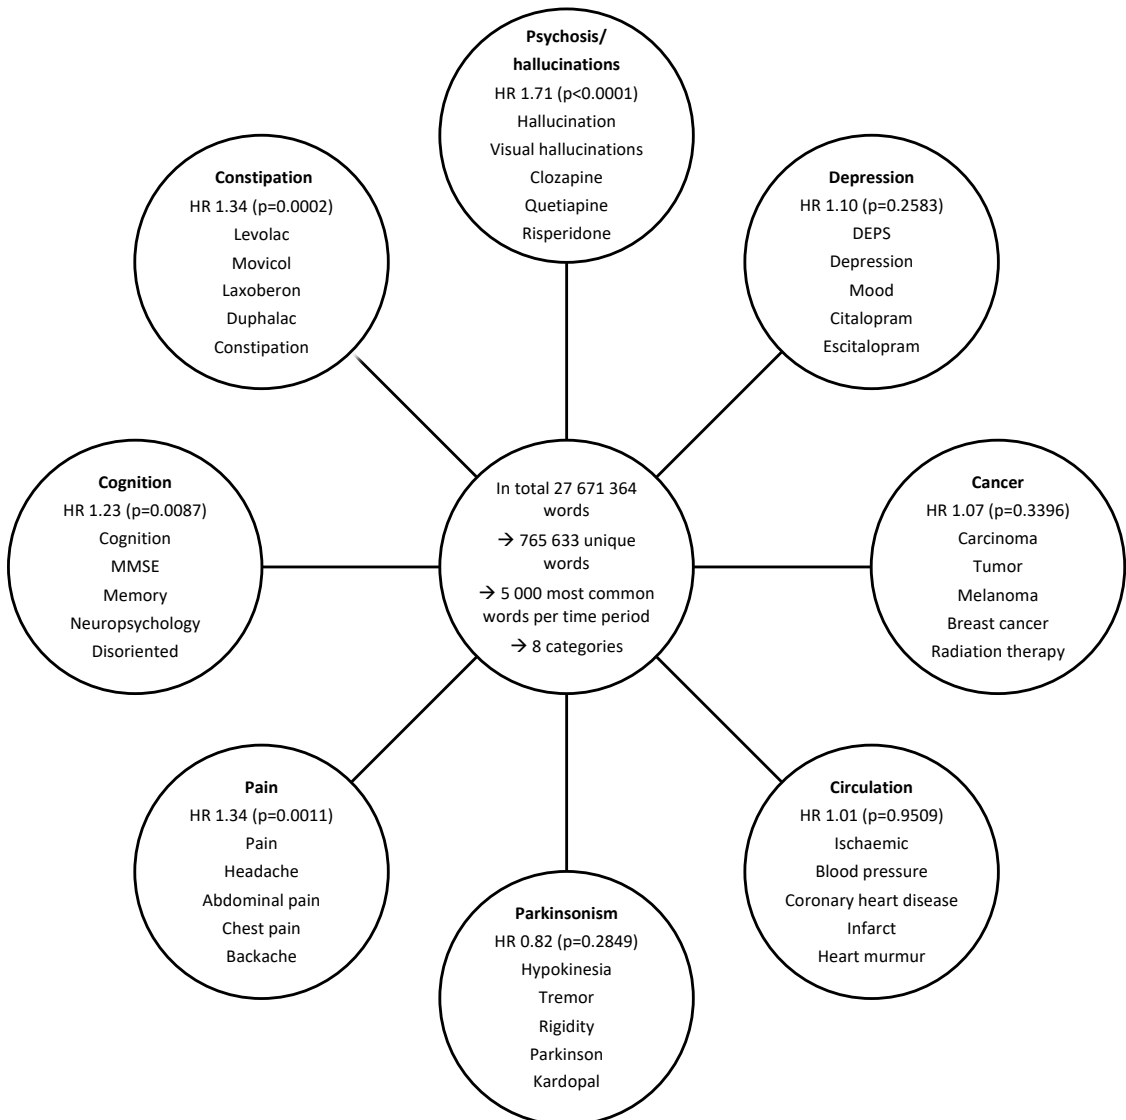 Psychosis/
hallucinations
HR 1.71 (p<0.0001)
Hallucination
Visual hallucinations
Clozapine
Quetiapine
Risperidone
Constipation
HR 1.34 (p=0.0002)
Levolac
Movicol
Laxoberon
Duphalac
Constipation
Depression
HR 1.10 (p=0.2583)
DEPS
Depression
Mood
Citalopram
Escitalopram
Cognition
HR 1.23 (p=0.0087)
Cognition
MMSE
Memory
Neuropsychology
Disoriented
In total 27 671 364
words
→ 765 633 unique
words
→ 5 000 most common
words per time period
→ 8 categories
Cancer
HR 1.07 (p=0.3396)
Carcinoma
Tumor
Melanoma
Breast cancer
Radiation therapy
Pain
HR 1.34 (p=0.0011)
Pain
Headache
Abdominal pain
Chest pain
Backache
Circulation
HR 1.01 (p=0.9509)
Ischaemic
Blood pressure
Coronary heart disease
Infarct
Heart murmur
Parkinsonism
HR 0.82 (p=0.2849)
Hypokinesia
Tremor
Rigidity
Parkinson
Kardopal